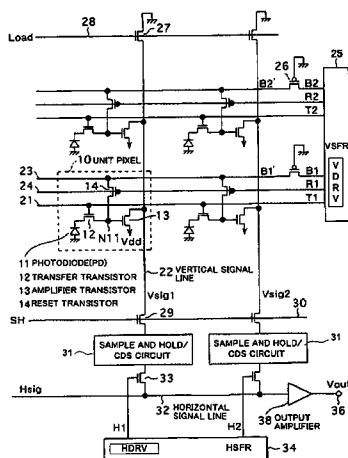 Load 28 27
26 25
B2' B2
R2
T2
VSFR
VDRV
10 UNIT PIXEL
23 B1' B1
24 14 R1
21 T1
13
12 N11 Vdd
11 PHOTODIODE(PD)
12 TRANSFER TRANSISTOR
13 AMPLIFIER TRANSISTOR
14 RESET TRANSISTOR
22 VERTICAL SIGNAL LINE
Vsig1 Vsig2
SH 29 30
31 SAMPLE AND HOLD/ CDS CIRCUIT
SAMPLE AND HOLD/ CDS CIRCUIT 31
33
Hsig Vout
32 HORIZONTAL SIGNAL LINE
38 OUTPUT AMPLIFIER
36
H1 H2
HDRV HSFR 34